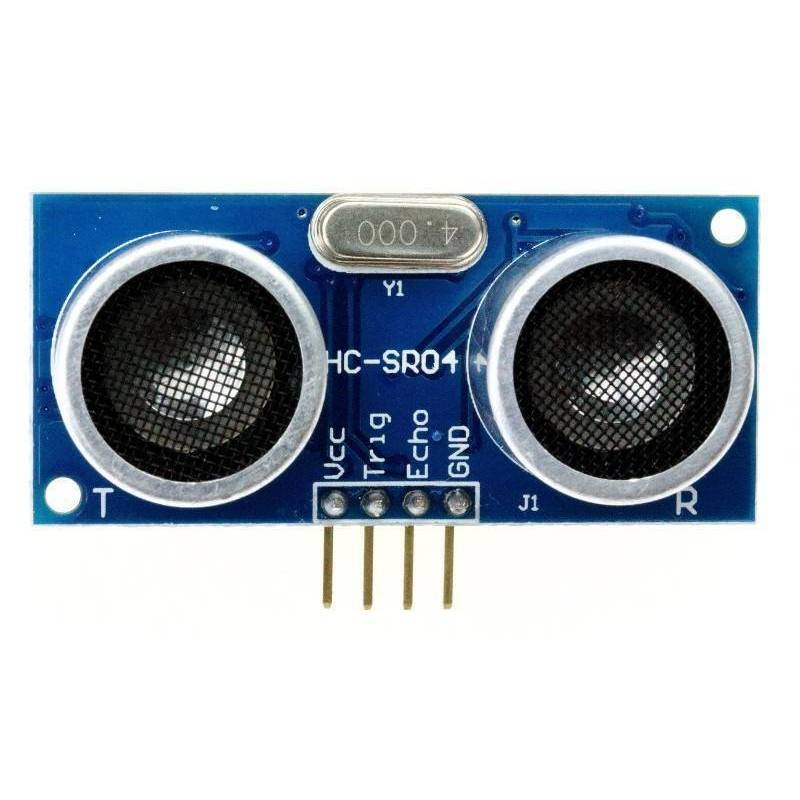 4.000
Y1
HC-SR04
Vcc
Trig
Echo
GND
T
J1
R